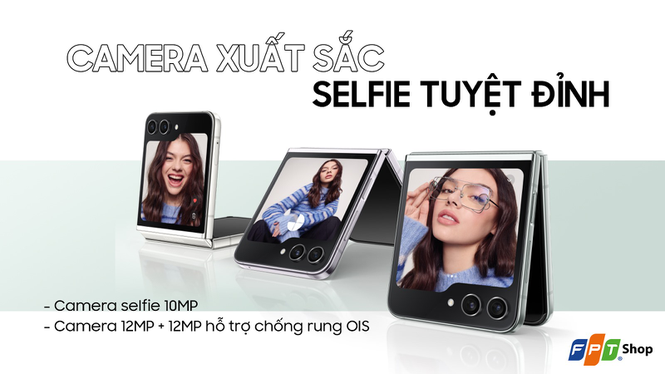 CAMERA XUẤT SẮC
SELFIE TUYỆT ĐỈNH
- Camera selfie 10MP
- Camera 12MP + 12MP hỗ trợ chống rung OIS
FPT Shop